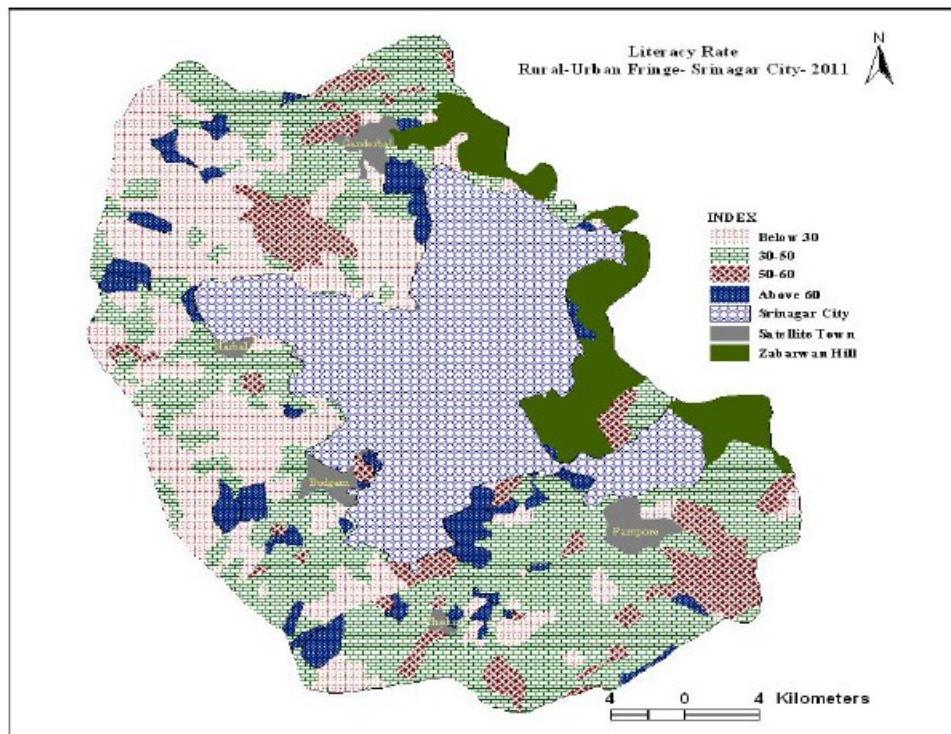 Literacy Rate
Rural-Urban Fringe- Srinagar City- 2011
N
Ganderbal
INDEX
Below 30
30-50
50-60
Above 60
Srinagar City
Satellite Town
Zabarwan Hill
Budgam
Pampore
4 0 4 Kilometers